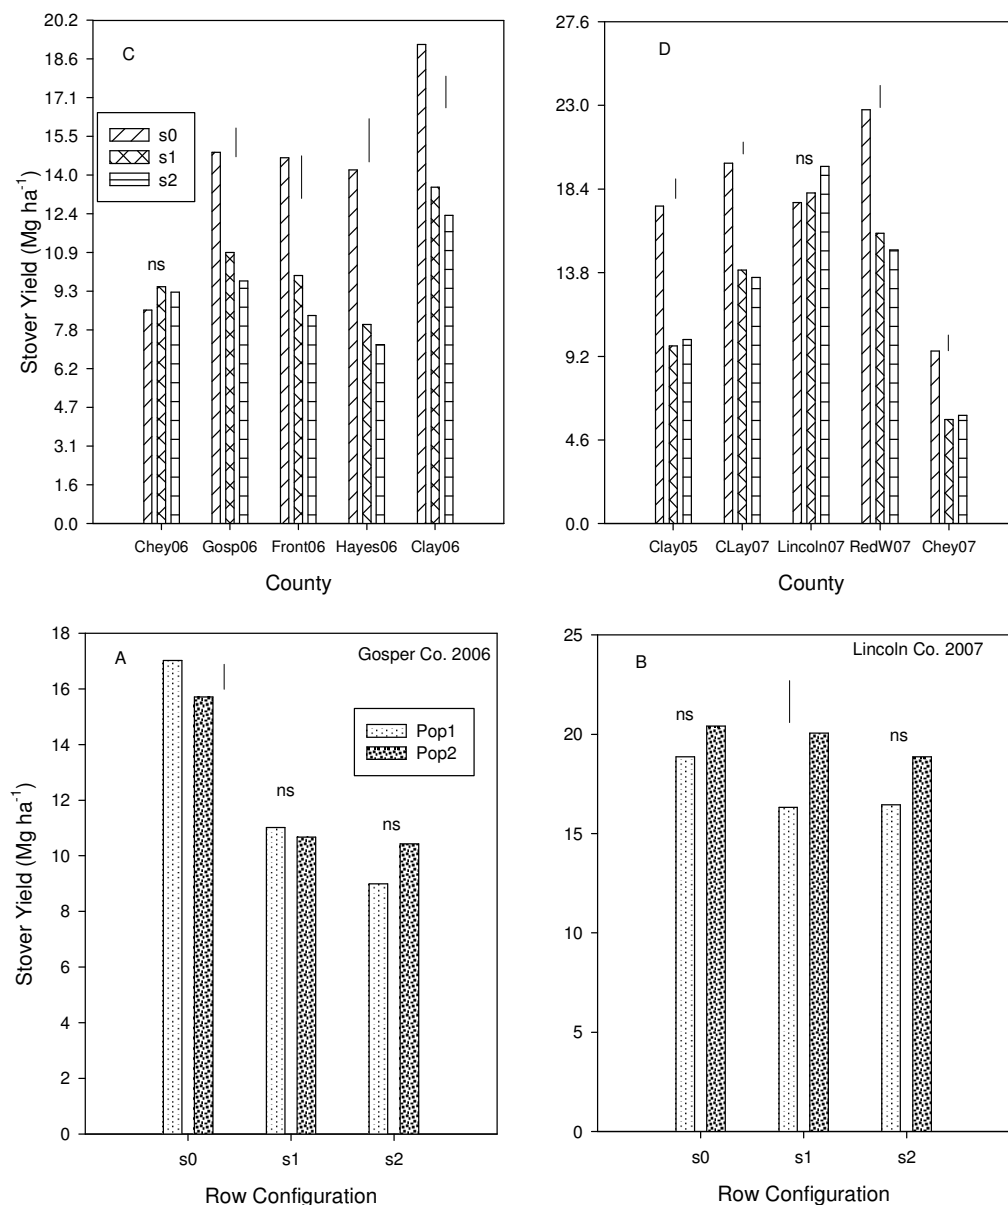 C
Stover Yield (Mg ha⁻¹)
20.2
18.6
17.1
15.5
14.0
12.4
10.9
9.3
7.8
6.2
4.7
3.1
1.6
0.0
s0
s1
s2
ns
Chey06 Gosp06 Front06 Hayes06 Clay06
County
D
27.6
23.0
18.4
13.8
9.2
4.6
0.0
ns
Clay05 CLay07 Lincoln07 RedW07 Chey07
County
A
Gosper Co. 2006
Stover Yield (Mg ha⁻¹)
18
16
14
12
10
8
6
4
2
0
Pop1
Pop2
ns
ns
s0 s1 s2
Row Configuration
B
Lincoln Co. 2007
25
20
15
10
5
0
ns
ns
s0 s1 s2
Row Configuration